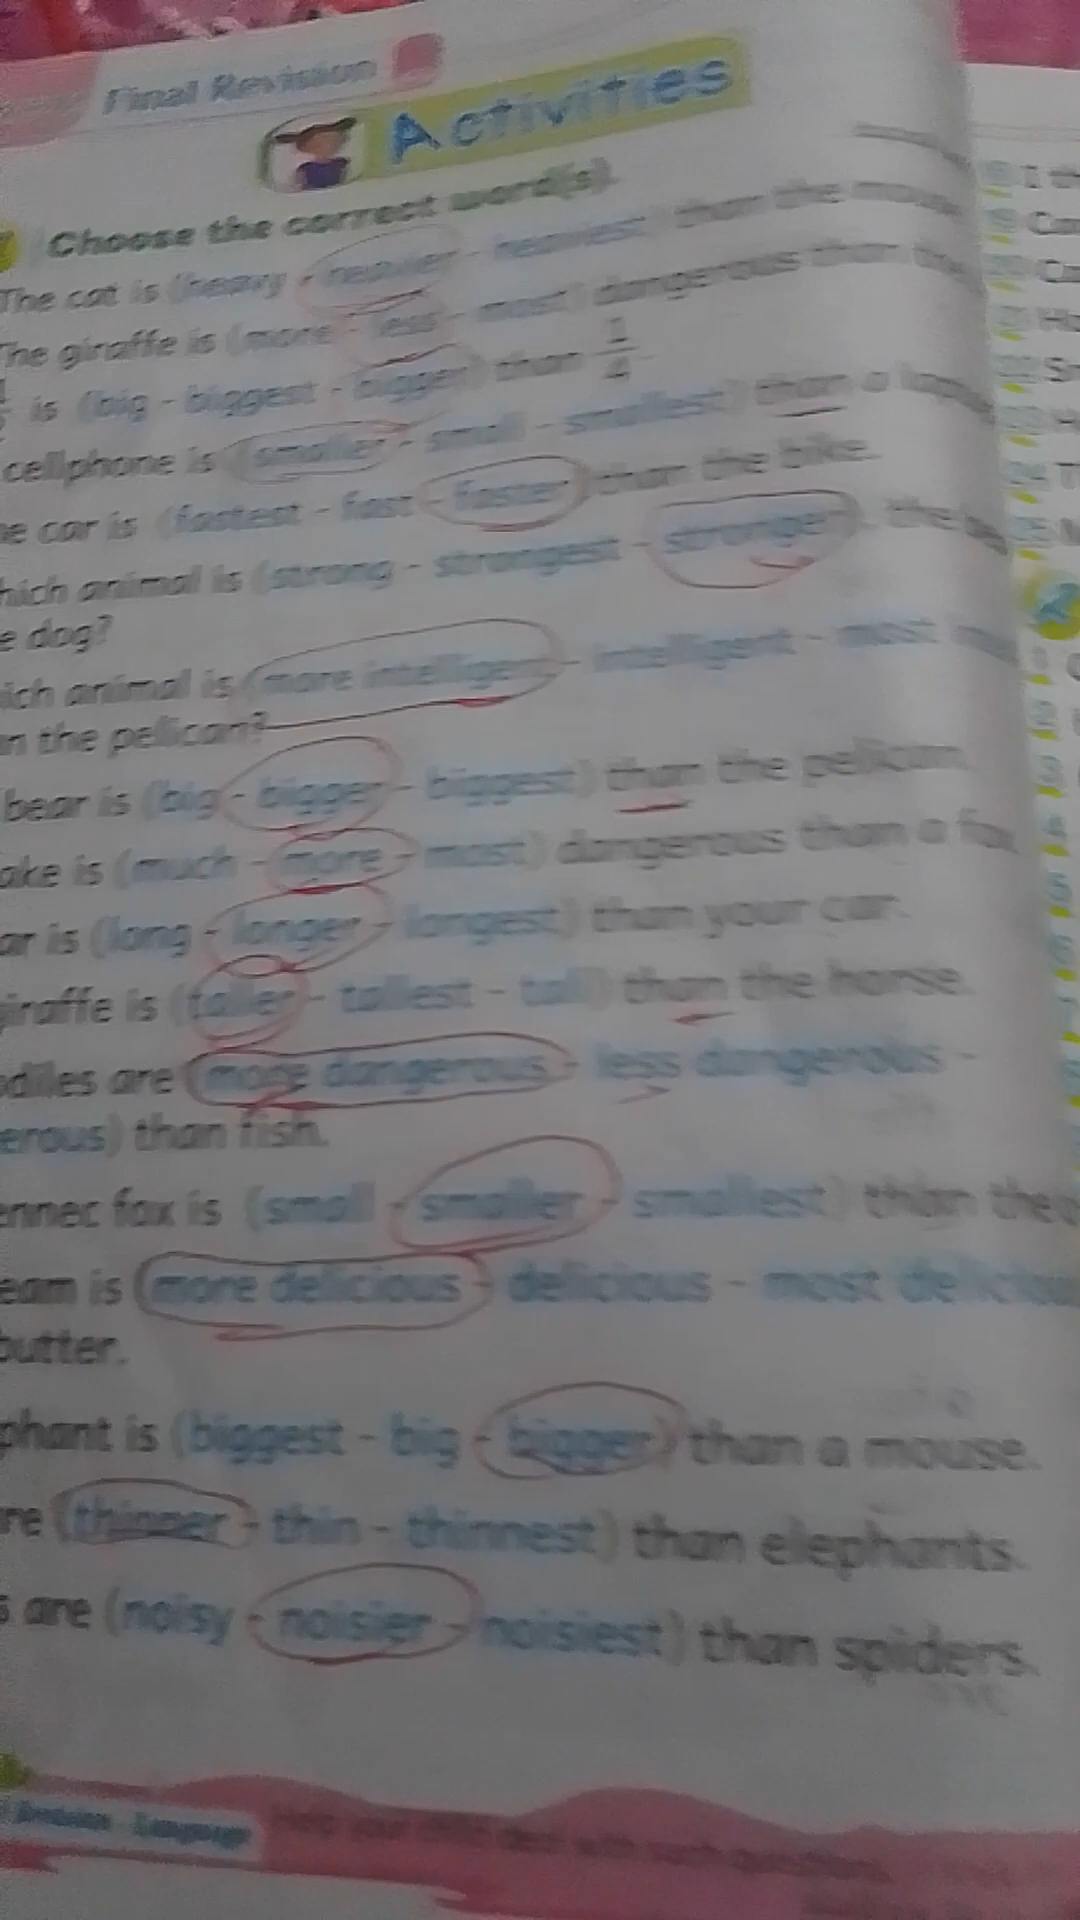 Final Revision
Activities
Choose the correct word(s).
The cat is (heavy - heavier - heaviest) than the mouse
The giraffe is (more - less - most) dangerous than the
is (big - biggest - bigger) than 1/4
cellphone is (smaller - small - smallest) than a
e car is (fastest - fast - faster) than the bike.
hich animal is (strong - strongest - stronger), the
e dog?
ich animal is (more intelligent - intelligent - most
n the pellican?
bear is (big - bigger - biggest) than the pellican.
ake is (much - more - most) dangerous than a fox
ar is (long - longer - longest) than your car.
giraffe is (taller - tallest - tall) than the horse.
odiles are (more dangerous - less dangerous -
erous) than fish.
ennec fox is (small - smaller - smallest) than the
eam is (more delicious - delicious - most delicious
butter.
phant is (biggest - big - bigger) than a mouse.
re (thinner - thin - thinnest) than elephants.
s are (noisy - noisier - noisiest) than spiders.